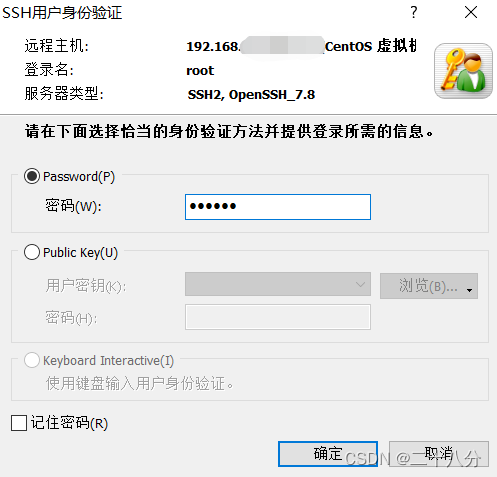 SSH用户身份验证
远程主机: 192.168. CentOS 虚拟机
登录名: root
服务器类型: SSH2, OpenSSH_7.8
请在下面选择恰当的身份验证方法并提供登录所需的信息。
Password(P)
密码(W): ••••••
Public Key(U)
用户密钥(K): 浏览(B)...
密码(H):
Keyboard Interactive(I)
使用键盘输入用户身份验证。
记住密码(R)
确定 取消
CSDN @二十八分